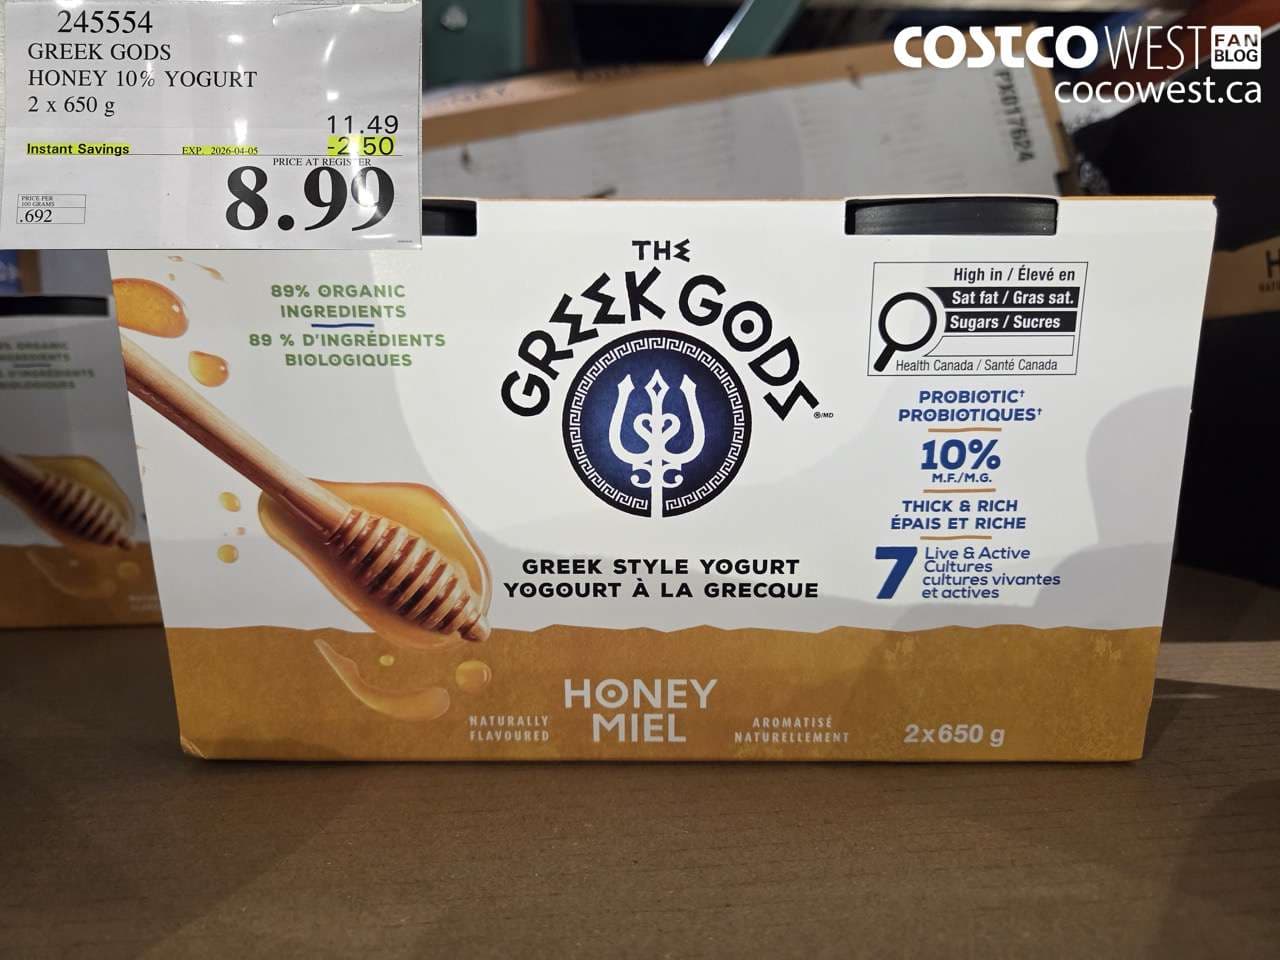 245554
GREEK GODS
HONEY 10% YOGURT
2 x 650 g
11.49
Instant Savings EXP. 2026-04-05 -2.50
PRICE AT REGISTER
8.99
PRICE PER
100 GRAMS
.692
COSTCO WEST FAN BLOG
cocowest.ca
PX017624
89% ORGANIC
INGREDIENTS
89 % D'INGRÉDIENTS
BIOLOGIQUES
THE
GREEK GODS
®/MD
GREEK STYLE YOGURT
YOGOURT À LA GRECQUE
High in / Élevé en
Sat fat / Gras sat.
Sugars / Sucres
Health Canada / Santé Canada
PROBIOTIC†
PROBIOTIQUES†
10%
M.F./M.G.
THICK & RICH
ÉPAIS ET RICHE
7 Live & Active
Cultures
cultures vivantes
et actives
HONEY
MIEL
NATURALLY
FLAVOURED
AROMATISÉ
NATURELLEMENT
2x650 g